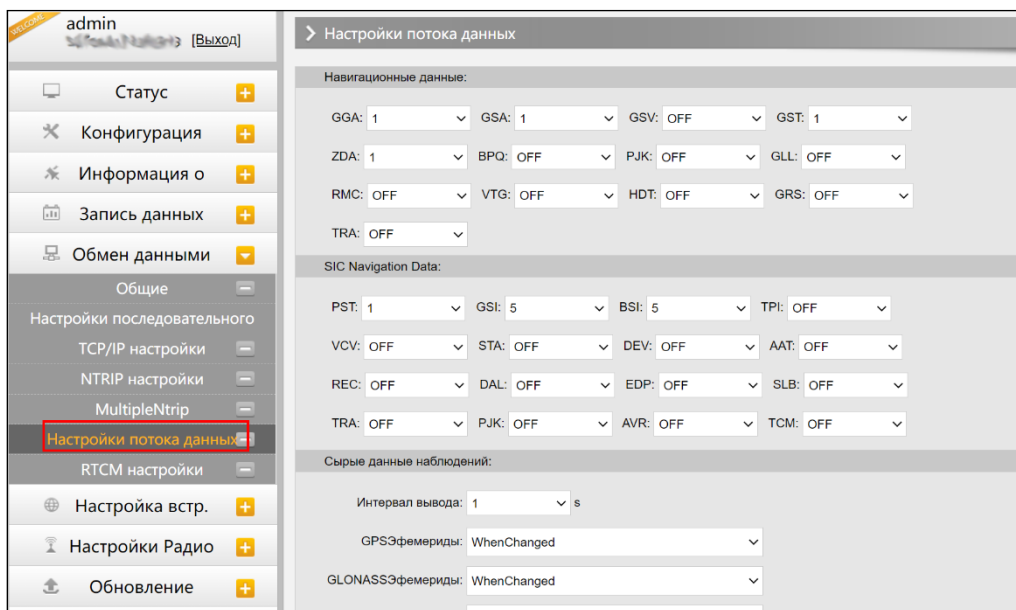 WELCOME
admin
[Выход]
Статус
Конфигурация
Информация о
Запись данных
Обмен данными
Общие
Настройки последовательного
TCP/IP настройки
NTRIP настройки
MultipleNtrip
Настройки потока данных
RTCM настройки
Настройка встр.
Настройки Радио
Обновление
Настройки потока данных
Навигационные данные:
GGA: 1 GSA: 1 GSV: OFF GST: 1
ZDA: 1 BPQ: OFF PJK: OFF GLL: OFF
RMC: OFF VTG: OFF HDT: OFF GRS: OFF
TRA: OFF
SIC Navigation Data:
PST: 1 GSI: 5 BSI: 5 TPI: OFF
VCV: OFF STA: OFF DEV: OFF AAT: OFF
REC: OFF DAL: OFF EDP: OFF SLB: OFF
TRA: OFF PJK: OFF AVR: OFF TCM: OFF
Сырые данные наблюдений:
Интервал вывода: 1 s
GPSЭфемериды: WhenChanged
GLONASSЭфемериды: WhenChanged